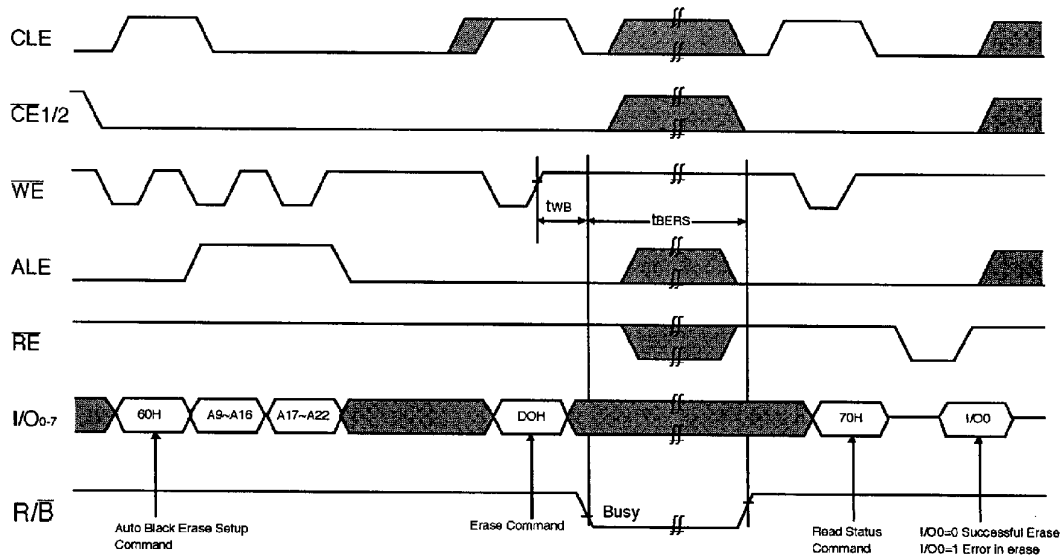 CLE
CE1/2
WE
tWB
tBERS
ALE
RE
I/O0-7
60H
A9~A16
A17~A22
DOH
70H
I/O0
R/B
Busy
Auto Black Erase Setup
Command
Erase Command
Read Status
Command
I/O0=0 Successful Erase
I/O0=1 Error in erase